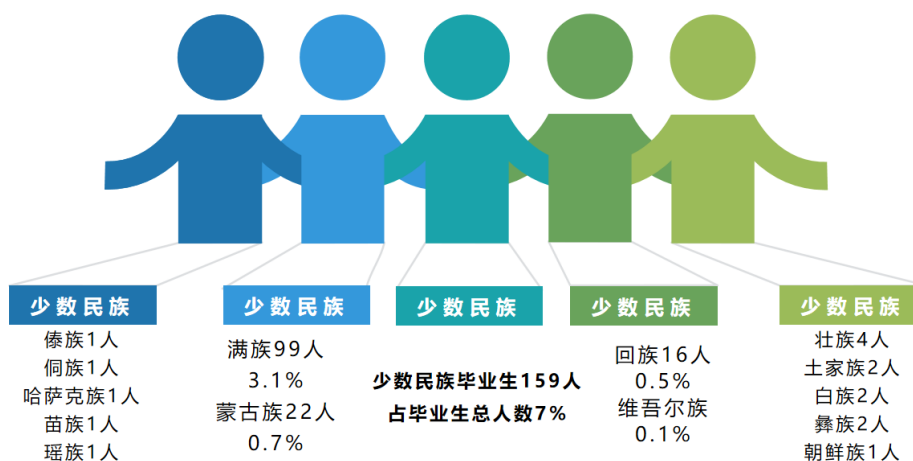 少数民族
傣族1人
侗族1人
哈萨克族1人
苗族1人
瑶族1人
少数民族
满族99人
3.1%
蒙古族22人
0.7%
少数民族
少数民族毕业生159人
占毕业生总人数7%
少数民族
回族16人
0.5%
维吾尔族
0.1%
少数民族
壮族4人
土家族2人
白族2人
彝族2人
朝鲜族1人